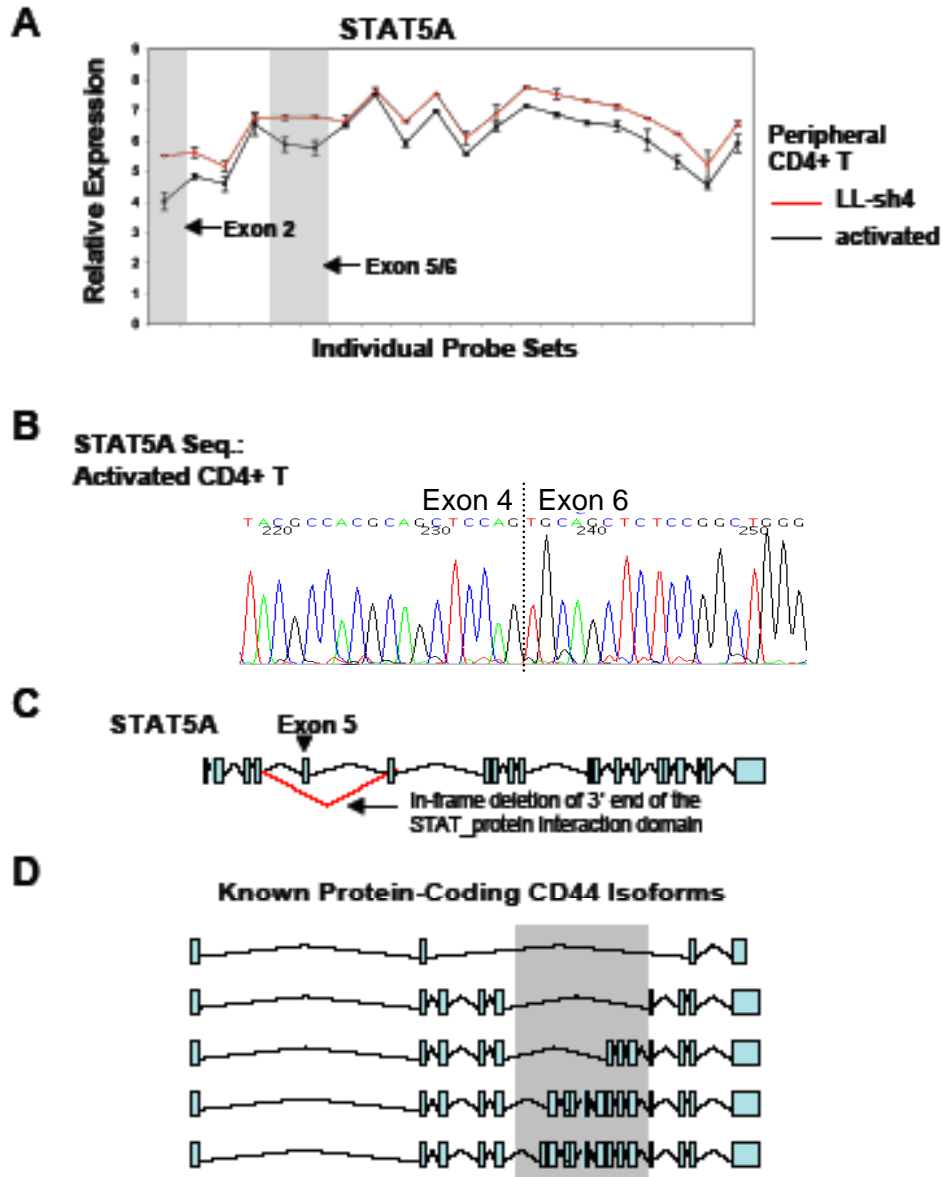 A
STAT5A
9
8
7
6
5
4
3
2
1
0
Relative Expression
Exon 2
Exon 5/6
Individual Probe Sets
Peripheral
CD4+ T
LL-sh4
activated
B
STAT5A Seq.:
Activated CD4+ T
Exon 4 Exon 6
T A C G C C A C G C A G C T C C A G T G C A G C T C T C C G G C T G G G
220 230 240 250
C
STAT5A Exon 5
In-frame deletion of 3' end of the
STAT_protein interaction domain
D
Known Protein-Coding CD44 Isoforms